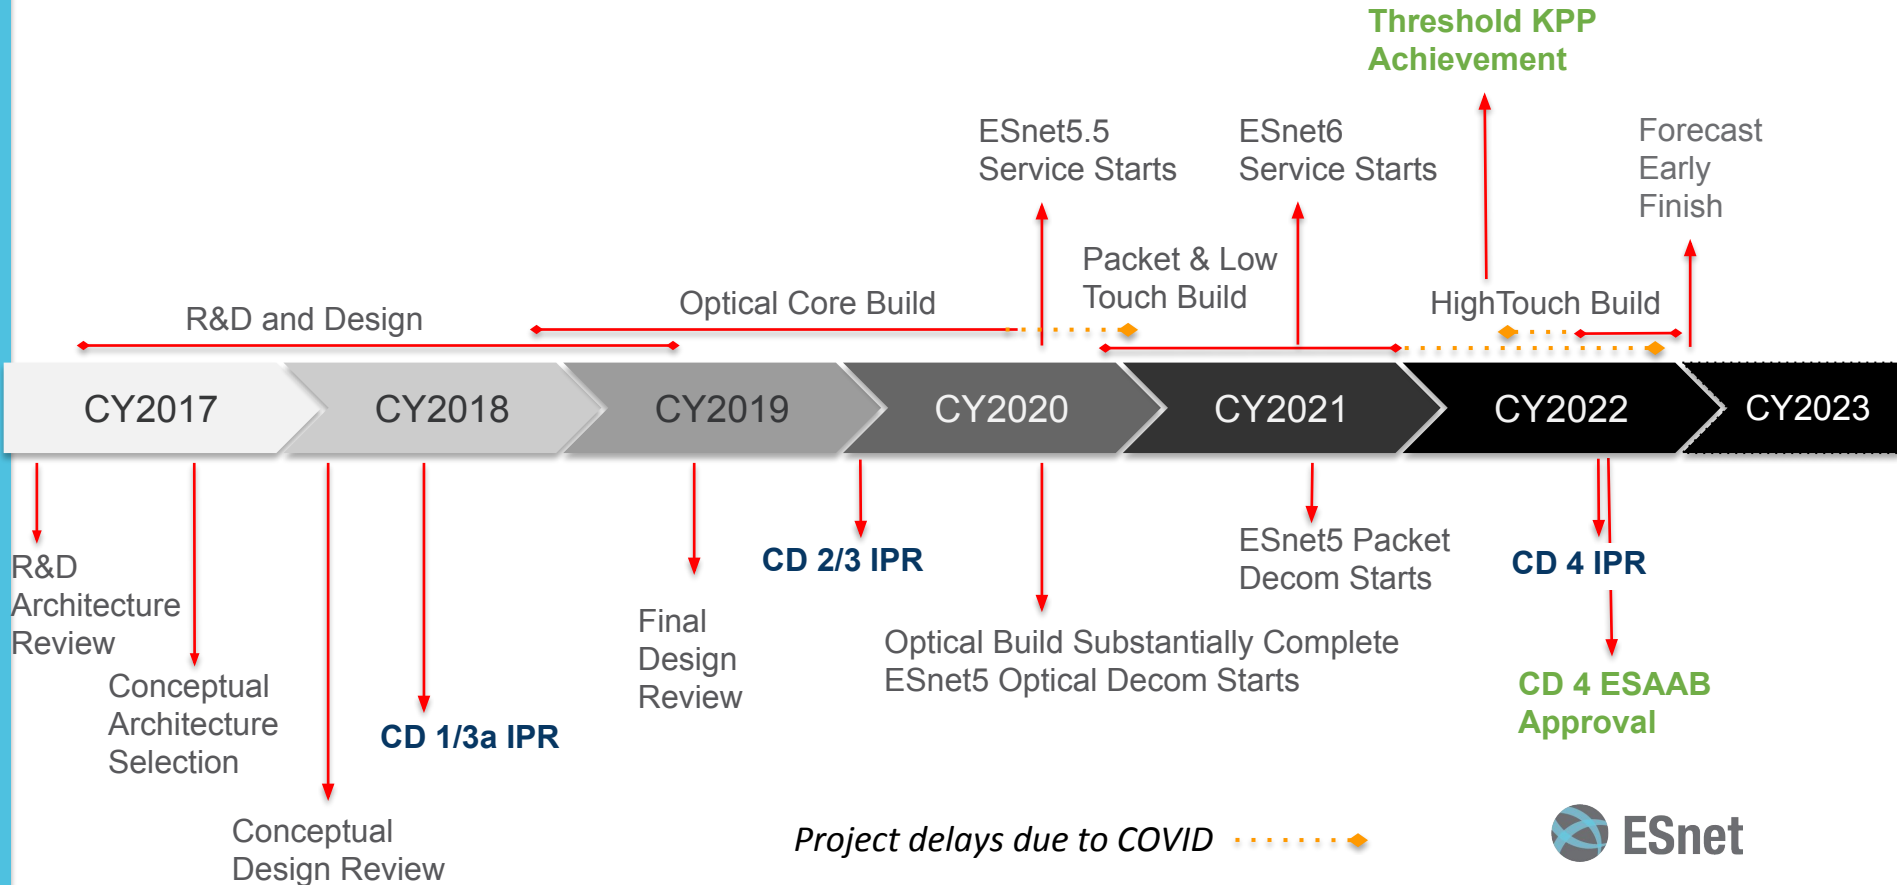 Threshold KPP
Achievement
ESnet5.5
Service Starts
ESnet6
Service Starts
Forecast
Early
Finish
R&D and Design
Optical Core Build
Packet & Low
Touch Build
HighTouch Build
CY2017
CY2018
CY2019
CY2020
CY2021
CY2022
CY2023
R&D
Architecture
Review
Conceptual
Architecture
Selection
Conceptual
Design Review
CD 1/3a IPR
Final
Design
Review
CD 2/3 IPR
Optical Build Substantially Complete
ESnet5 Optical Decom Starts
ESnet5 Packet
Decom Starts
CD 4 IPR
CD 4 ESAAB
Approval
Project delays due to COVID
ESnet